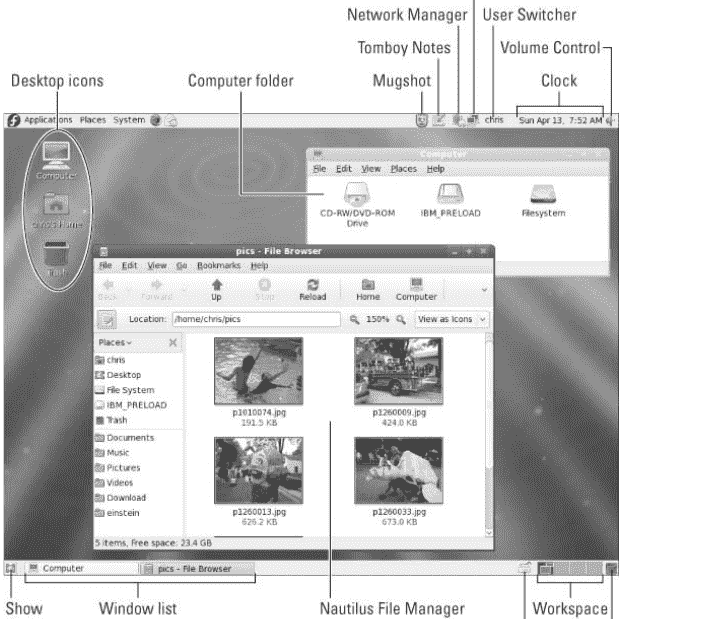 Network Manager
User Switcher
Tomboy Notes
Volume Control
Desktop icons
Computer folder
Mugshot
Clock
Applications Places System
chris
Sun Apr 13, 7:52 AM
Computer
Computer
File Edit View Places Help
chris's Home
CD-RW/DVD-ROM Drive
IBM_PRELOAD
Filesystem
Trash
pics - File Browser
File Edit View Go Bookmarks Help
Back
Forward
Up
Stop
Reload
Home
Computer
Location: /home/chris/pics
150%
View as Icons
Places
chris
Desktop
File System
IBM_PRELOAD
Trash
Documents
Music
Pictures
Videos
Download
einstein
p1010074.jpg
191.5 KB
p1260009.jpg
424.0 KB
p1260013.jpg
626.2 KB
p1260033.jpg
673.0 KB
5 items, Free space: 23.4 GB
Computer
pics - File Browser
Show
Window list
Nautilus File Manager
Workspace